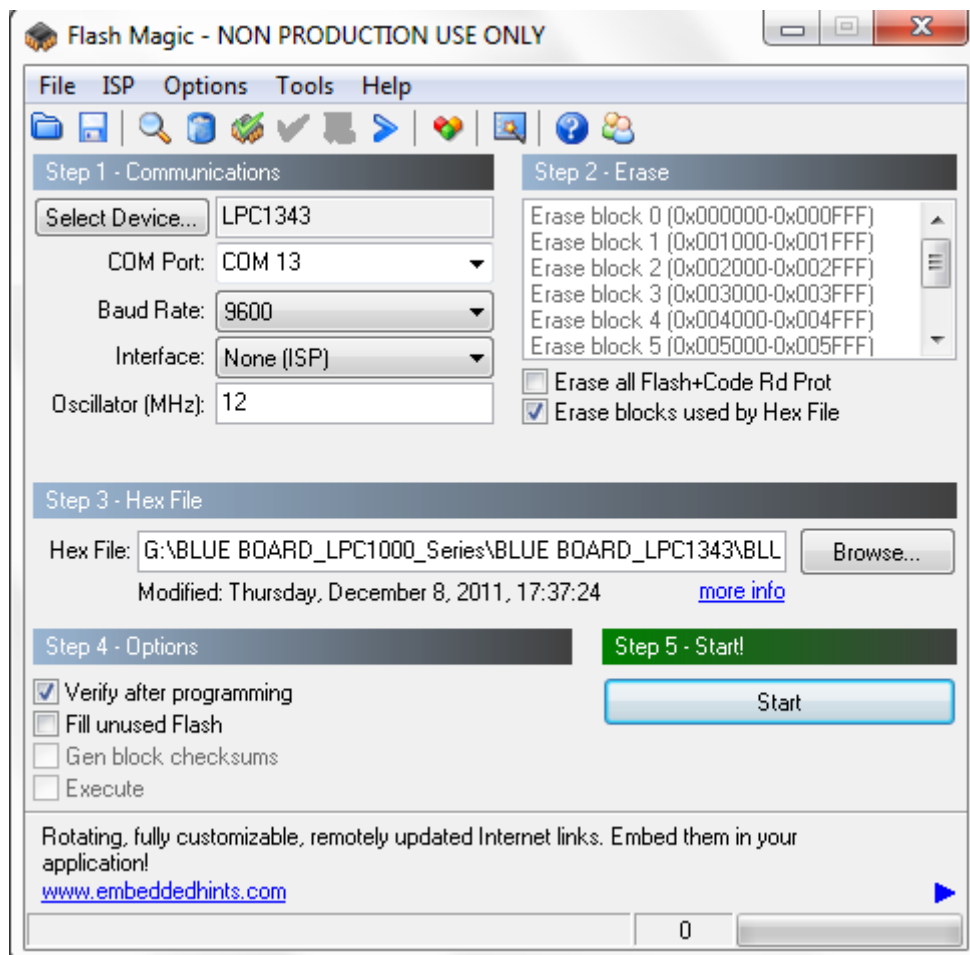 Flash Magic - NON PRODUCTION USE ONLY
File ISP Options Tools Help
Step 1 - Communications
Select Device... LPC1343
COM Port: COM 13
Baud Rate: 9600
Interface: None (ISP)
Oscillator (MHz): 12
Step 2 - Erase
Erase block 0 (0x000000-0x000FFF)
Erase block 1 (0x001000-0x001FFF)
Erase block 2 (0x002000-0x002FFF)
Erase block 3 (0x003000-0x003FFF)
Erase block 4 (0x004000-0x004FFF)
Erase block 5 (0x005000-0x005FFF)
Erase all Flash+Code Rd Prot
Erase blocks used by Hex File
Step 3 - Hex File
Hex File: G:\BLUE BOARD_LPC1000_Series\BLUE BOARD_LPC1343\BLU Browse...
Modified: Thursday, December 8, 2011, 17:37:24 more info
Step 4 - Options
Verify after programming
Fill unused Flash
Gen block checksums
Execute
Step 5 - Start!
Start
Rotating, fully customizable, remotely updated Internet links. Embed them in your
application!
www.embeddedhints.com
0